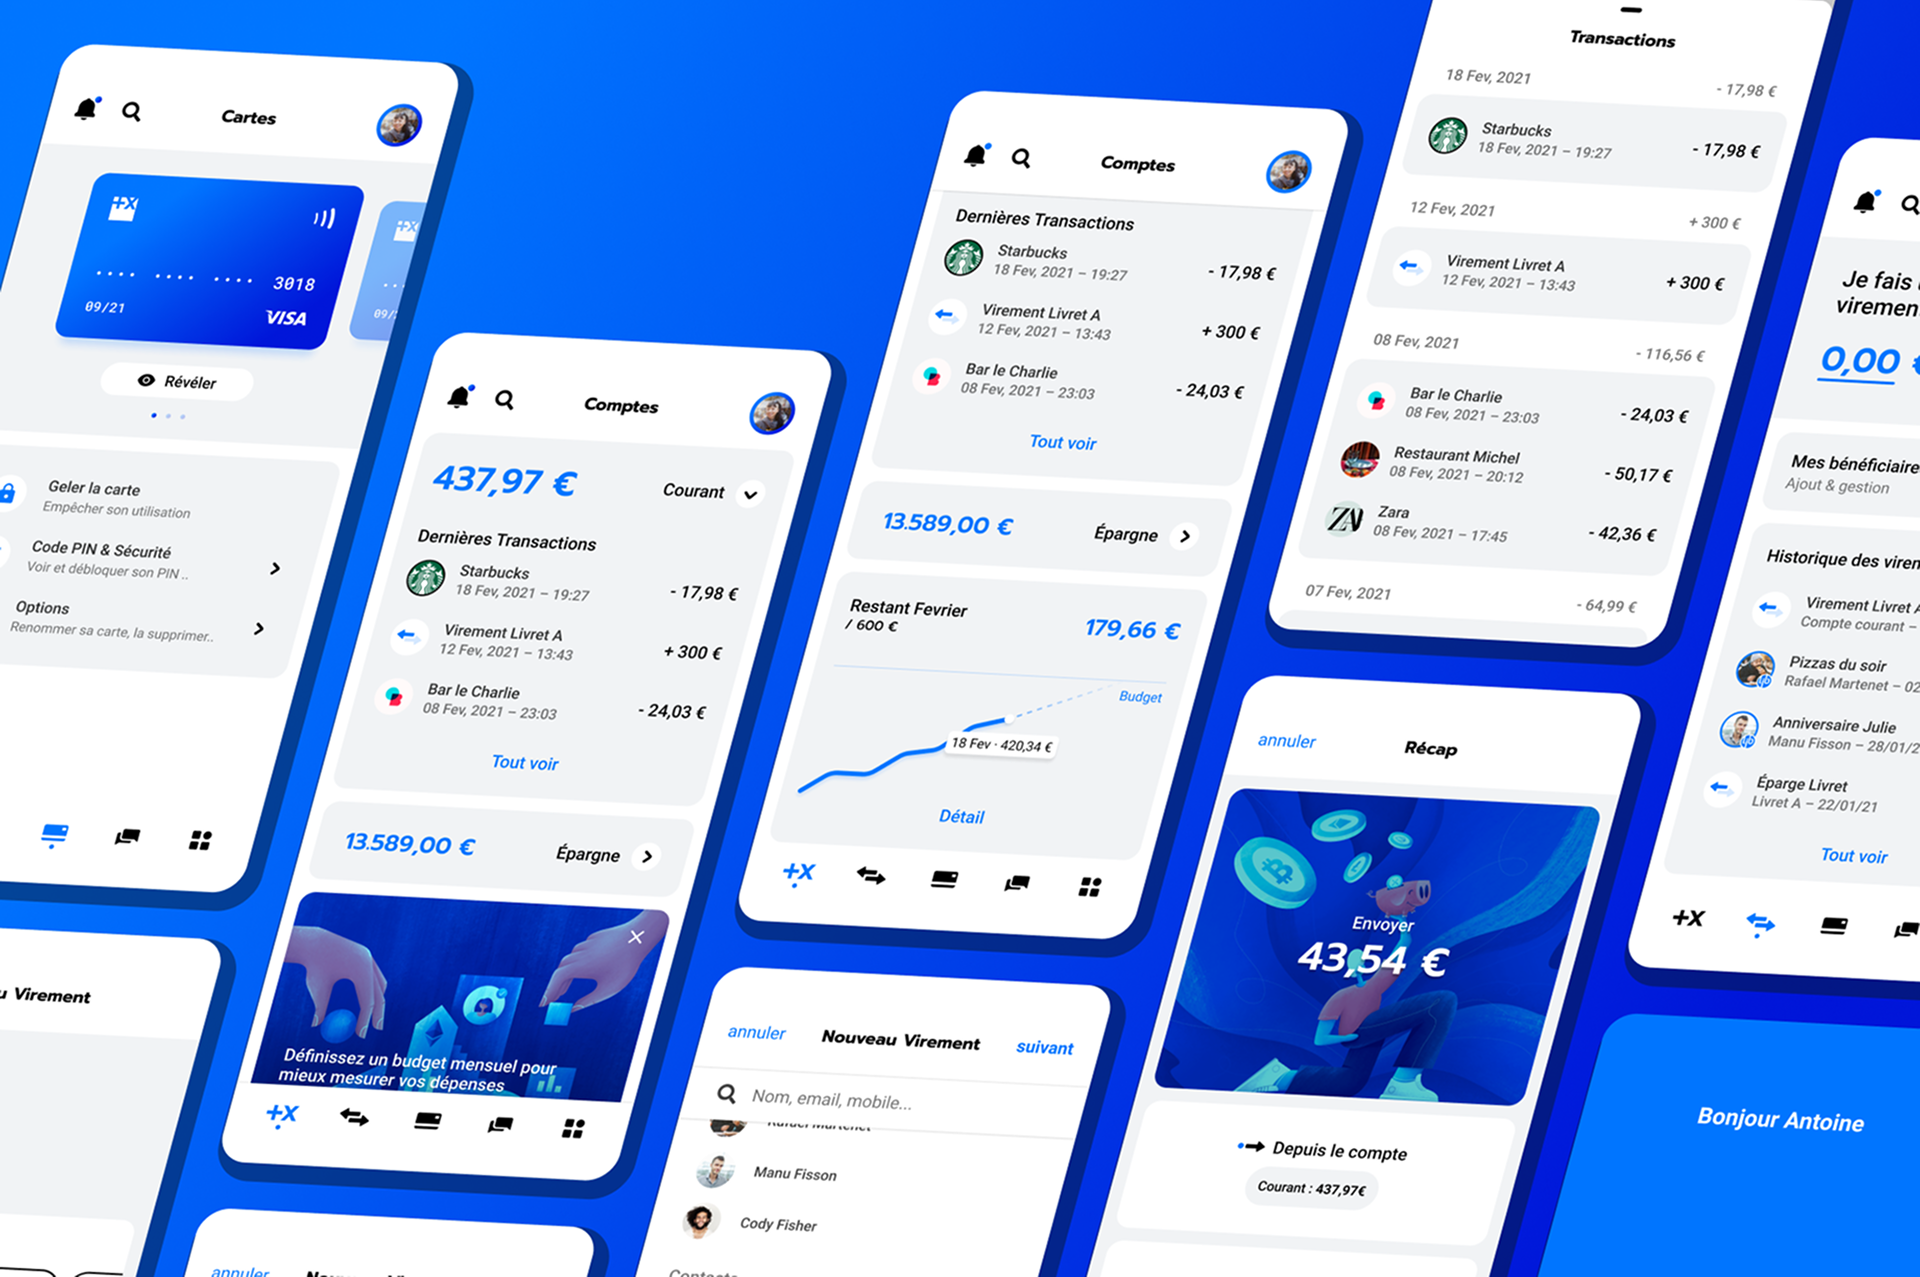 Cartes
3018
09/21
VISA
Révéler
Geler la carte
Empêcher son utilisation
Code PIN & Sécurité
Voir et débloquer son PIN ..
Options
Renommer sa carte, la supprimer..
Virement
Comptes
437,97 €
Courant
Dernières Transactions
Starbucks
18 Fev, 2021 – 19:27
- 17,98 €
Virement Livret A
12 Fev, 2021 – 13:43
+ 300 €
Bar le Charlie
08 Fev, 2021 – 23:03
- 24,03 €
Tout voir
13.589,00 €
Épargne
Définissez un budget mensuel pour
mieux mesurer vos dépenses
+X
annuler
Comptes
Dernières Transactions
Starbucks
18 Fev, 2021 – 19:27
- 17,98 €
Virement Livret A
12 Fev, 2021 – 13:43
+ 300 €
Bar le Charlie
08 Fev, 2021 – 23:03
- 24,03 €
Tout voir
13.589,00 €
Épargne
Restant Fevrier
/ 600 €
179,66 €
Budget
18 Fev · 420,34 €
Détail
+X
annuler
Nouveau Virement
suivant
Nom, email, mobile...
Rafael Martenet
Manu Fisson
Cody Fisher
Transactions
18 Fev, 2021
- 17,98 €
Starbucks
18 Fev, 2021 – 19:27
- 17,98 €
12 Fev, 2021
+ 300 €
Virement Livret A
12 Fev, 2021 – 13:43
+ 300 €
08 Fev, 2021
- 116,56 €
Bar le Charlie
08 Fev, 2021 – 23:03
- 24,03 €
Restaurant Michel
08 Fev, 2021 – 20:12
- 50,17 €
Zara
08 Fev, 2021 – 17:45
- 42,36 €
07 Fev, 2021
- 64,99 €
annuler
Récap
Envoyer
43,54 €
Depuis le compte
Courant : 437,97€
Je fais
viremen
0,00 €
Mes bénéficiaire
Ajout & gestion
Historique des viren
Virement Livret A
Compte courant –
Pizzas du soir
Rafael Martenet – 02
Anniversaire Julie
Manu Fisson – 28/01/2
Éparge Livret
Livret A – 22/01/21
Tout voir
+X
Bonjour Antoine